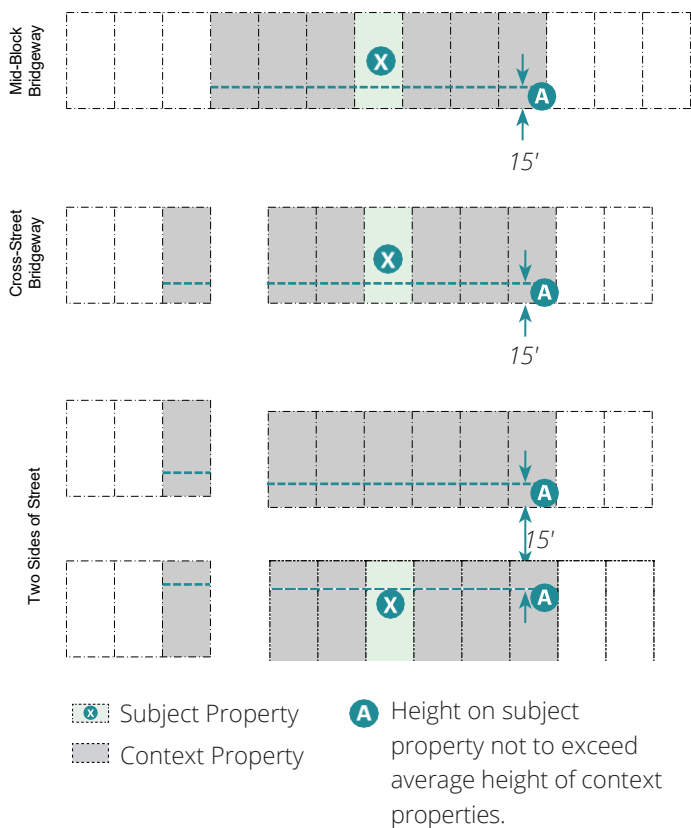 Mid-Block
Bridgeway
X
A
15'
Cross-Street
Bridgeway
X
A
15'
Two Sides of Street
A
15'
X
A
X Subject Property
Context Property
A Height on subject
property not to exceed
average height of context
properties.